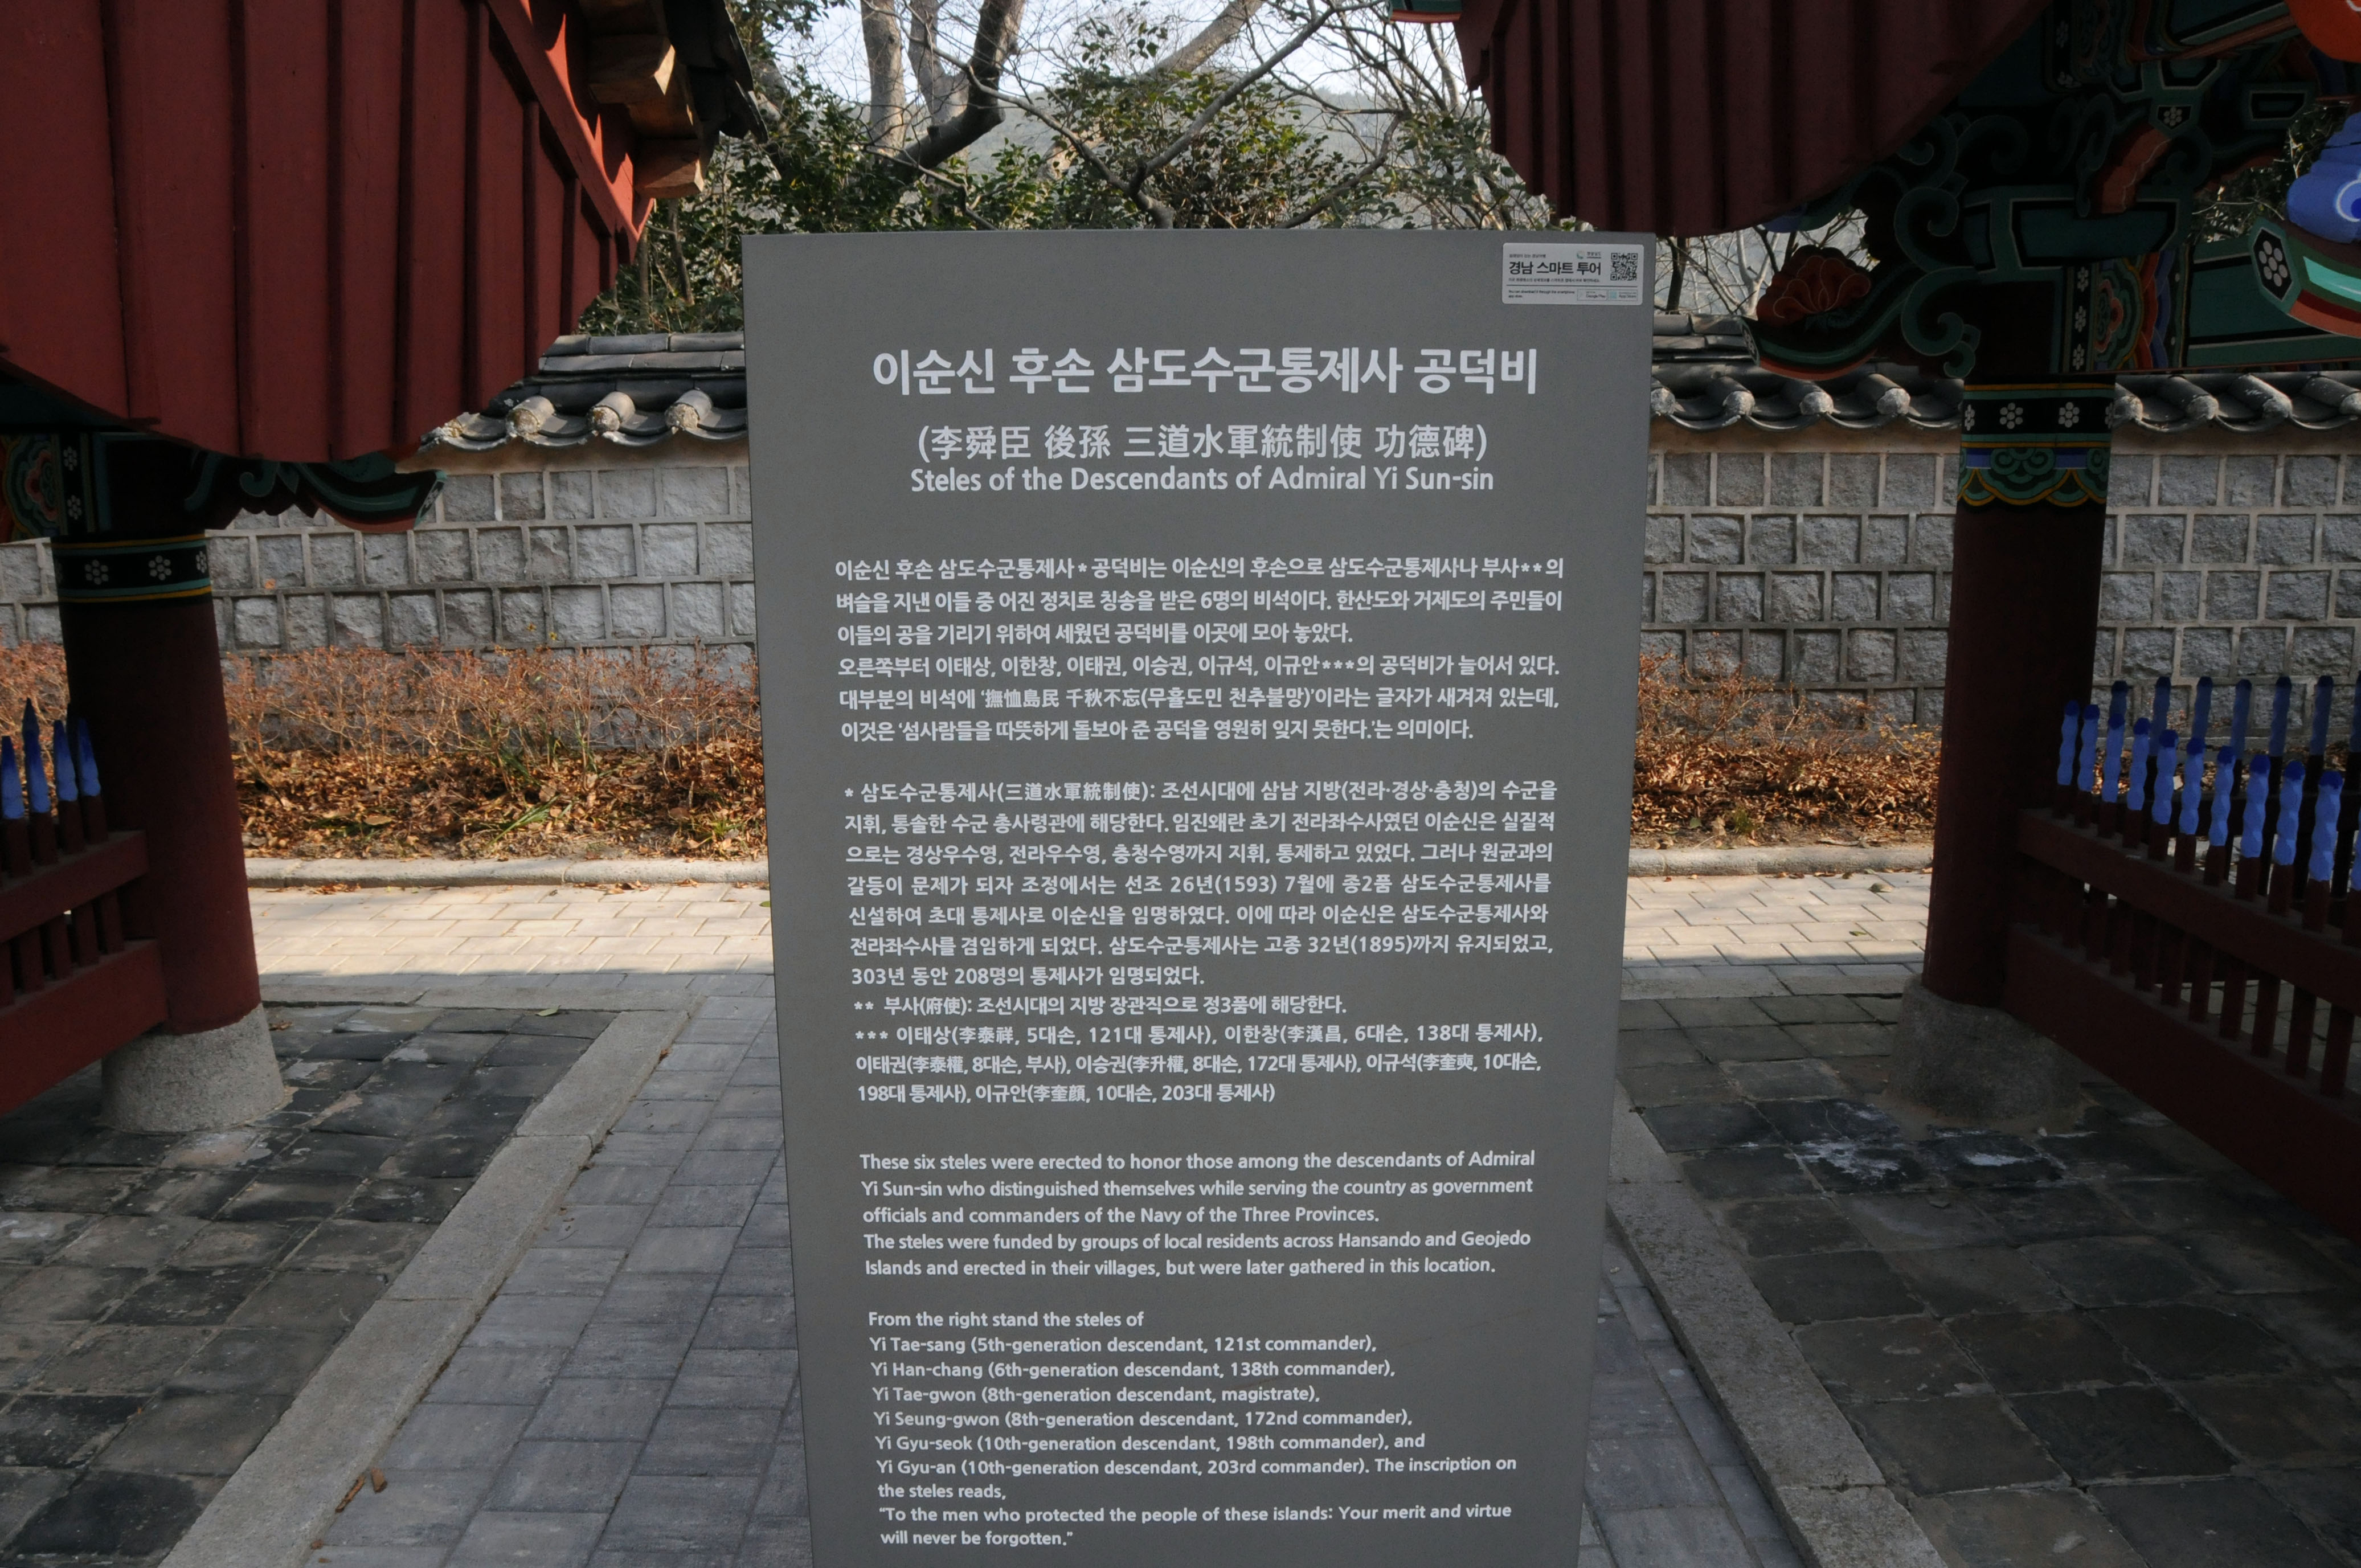 경남 스마트 투어
이순신 후손 삼도수군통제사 공덕비
(李舜臣 後孫 三道水軍統制使 功德碑)
Steles of the Descendants of Admiral Yi Sun-sin
이순신 후손 삼도수군통제사* 공덕비는 이순신의 후손으로 삼도수군통제사나 부사**의
벼슬을 지낸 이들 중 어진 정치로 칭송을 받은 6명의 비석이다. 한산도와 거제도의 주민들이
이들의 공을 기리기 위하여 세웠던 공덕비를 이곳에 모아 놓았다.
오른쪽부터 이태상, 이한창, 이태권, 이승권, 이규석, 이규안***의 공덕비가 늘어서 있다.
대부분의 비석에 '撫恤島民 千秋不忘(무휼도민 천추불망)'이라는 글자가 새겨져 있는데,
이것은 '섬사람들을 따뜻하게 돌보아 준 공덕을 영원히 잊지 못한다.'는 의미이다.
* 삼도수군통제사(三道水軍統制使): 조선시대에 삼남 지방(전라·경상·충청)의 수군을
지휘, 통솔한 수군 총사령관에 해당한다. 임진왜란 초기 전라좌수사였던 이순신은 실질적
으로는 경상우수영, 전라우수영, 충청수영까지 지휘, 통제하고 있었다. 그러나 원균과의
갈등이 문제가 되자 조정에서는 선조 26년(1593) 7월에 종2품 삼도수군통제사를
신설하여 초대 통제사로 이순신을 임명하였다. 이에 따라 이순신은 삼도수군통제사와
전라좌수사를 겸임하게 되었다. 삼도수군통제사는 고종 32년(1895)까지 유지되었고,
303년 동안 208명의 통제사가 임명되었다.
** 부사(府使): 조선시대의 지방 장관직으로 정3품에 해당한다.
*** 이태상(李泰祥, 5대손, 121대 통제사), 이한창(李漢昌, 6대손, 138대 통제사),
이태권(李泰權, 8대손, 부사), 이승권(李升權, 8대손, 172대 통제사), 이규석(李奎奭, 10대손,
198대 통제사), 이규안(李奎顔, 10대손, 203대 통제사)
These six steles were erected to honor those among the descendants of Admiral
Yi Sun-sin who distinguished themselves while serving the country as government
officials and commanders of the Navy of the Three Provinces.
The steles were funded by groups of local residents across Hansando and Geojedo
Islands and erected in their villages, but were later gathered in this location.
From the right stand the steles of
Yi Tae-sang (5th-generation descendant, 121st commander),
Yi Han-chang (6th-generation descendant, 138th commander),
Yi Tae-gwon (8th-generation descendant, magistrate),
Yi Seung-gwon (8th-generation descendant, 172nd commander),
Yi Gyu-seok (10th-generation descendant, 198th commander), and
Yi Gyu-an (10th-generation descendant, 203rd commander). The inscription on
the steles reads,
"To the men who protected the people of these islands: Your merit and virtue
will never be forgotten."